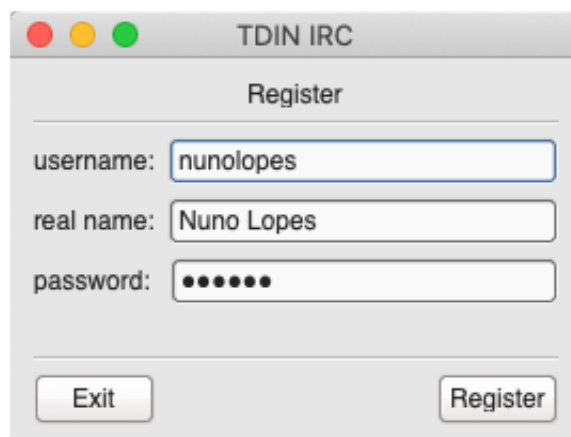 TDIN IRC
Register
username: nunolopes
real name: Nuno Lopes
password: ●●●●●●
Exit Register